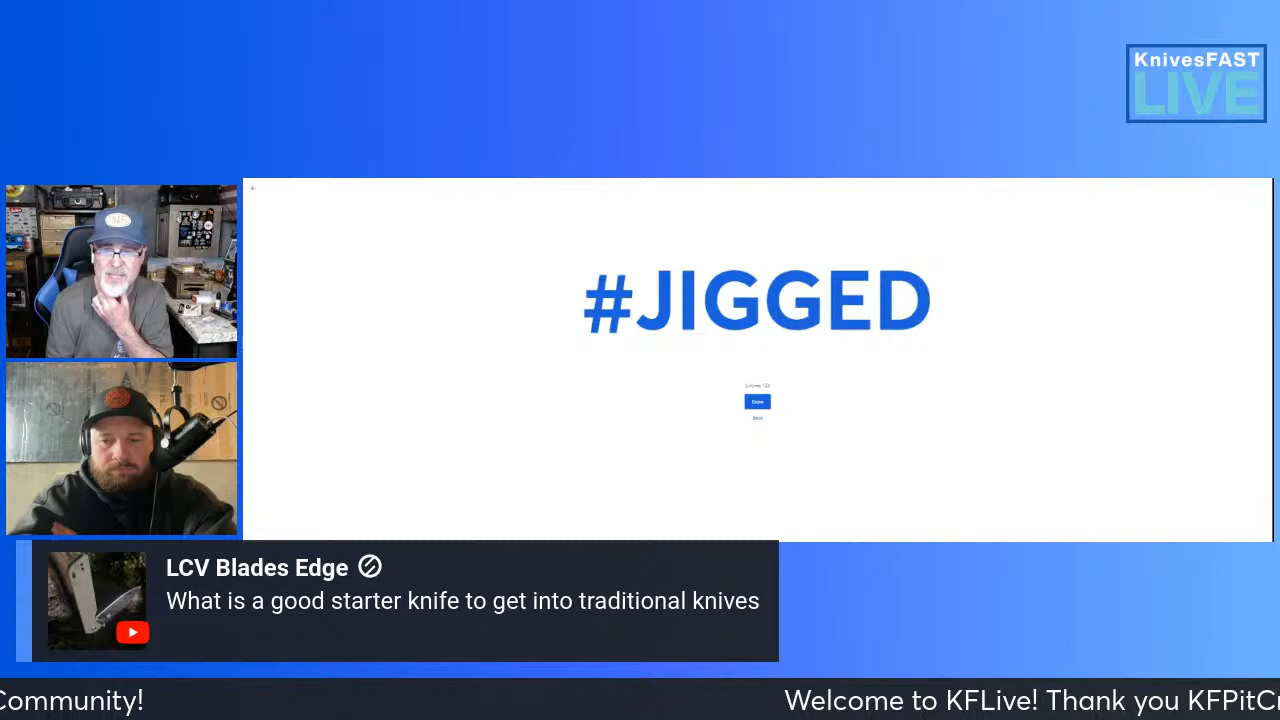 KnivesFAST
LIVE
#JIGGED
Draw
LCV Blades Edge
What is a good starter knife to get into traditional knives
Community!
Welcome to KFLive! Thank you KFPitCr